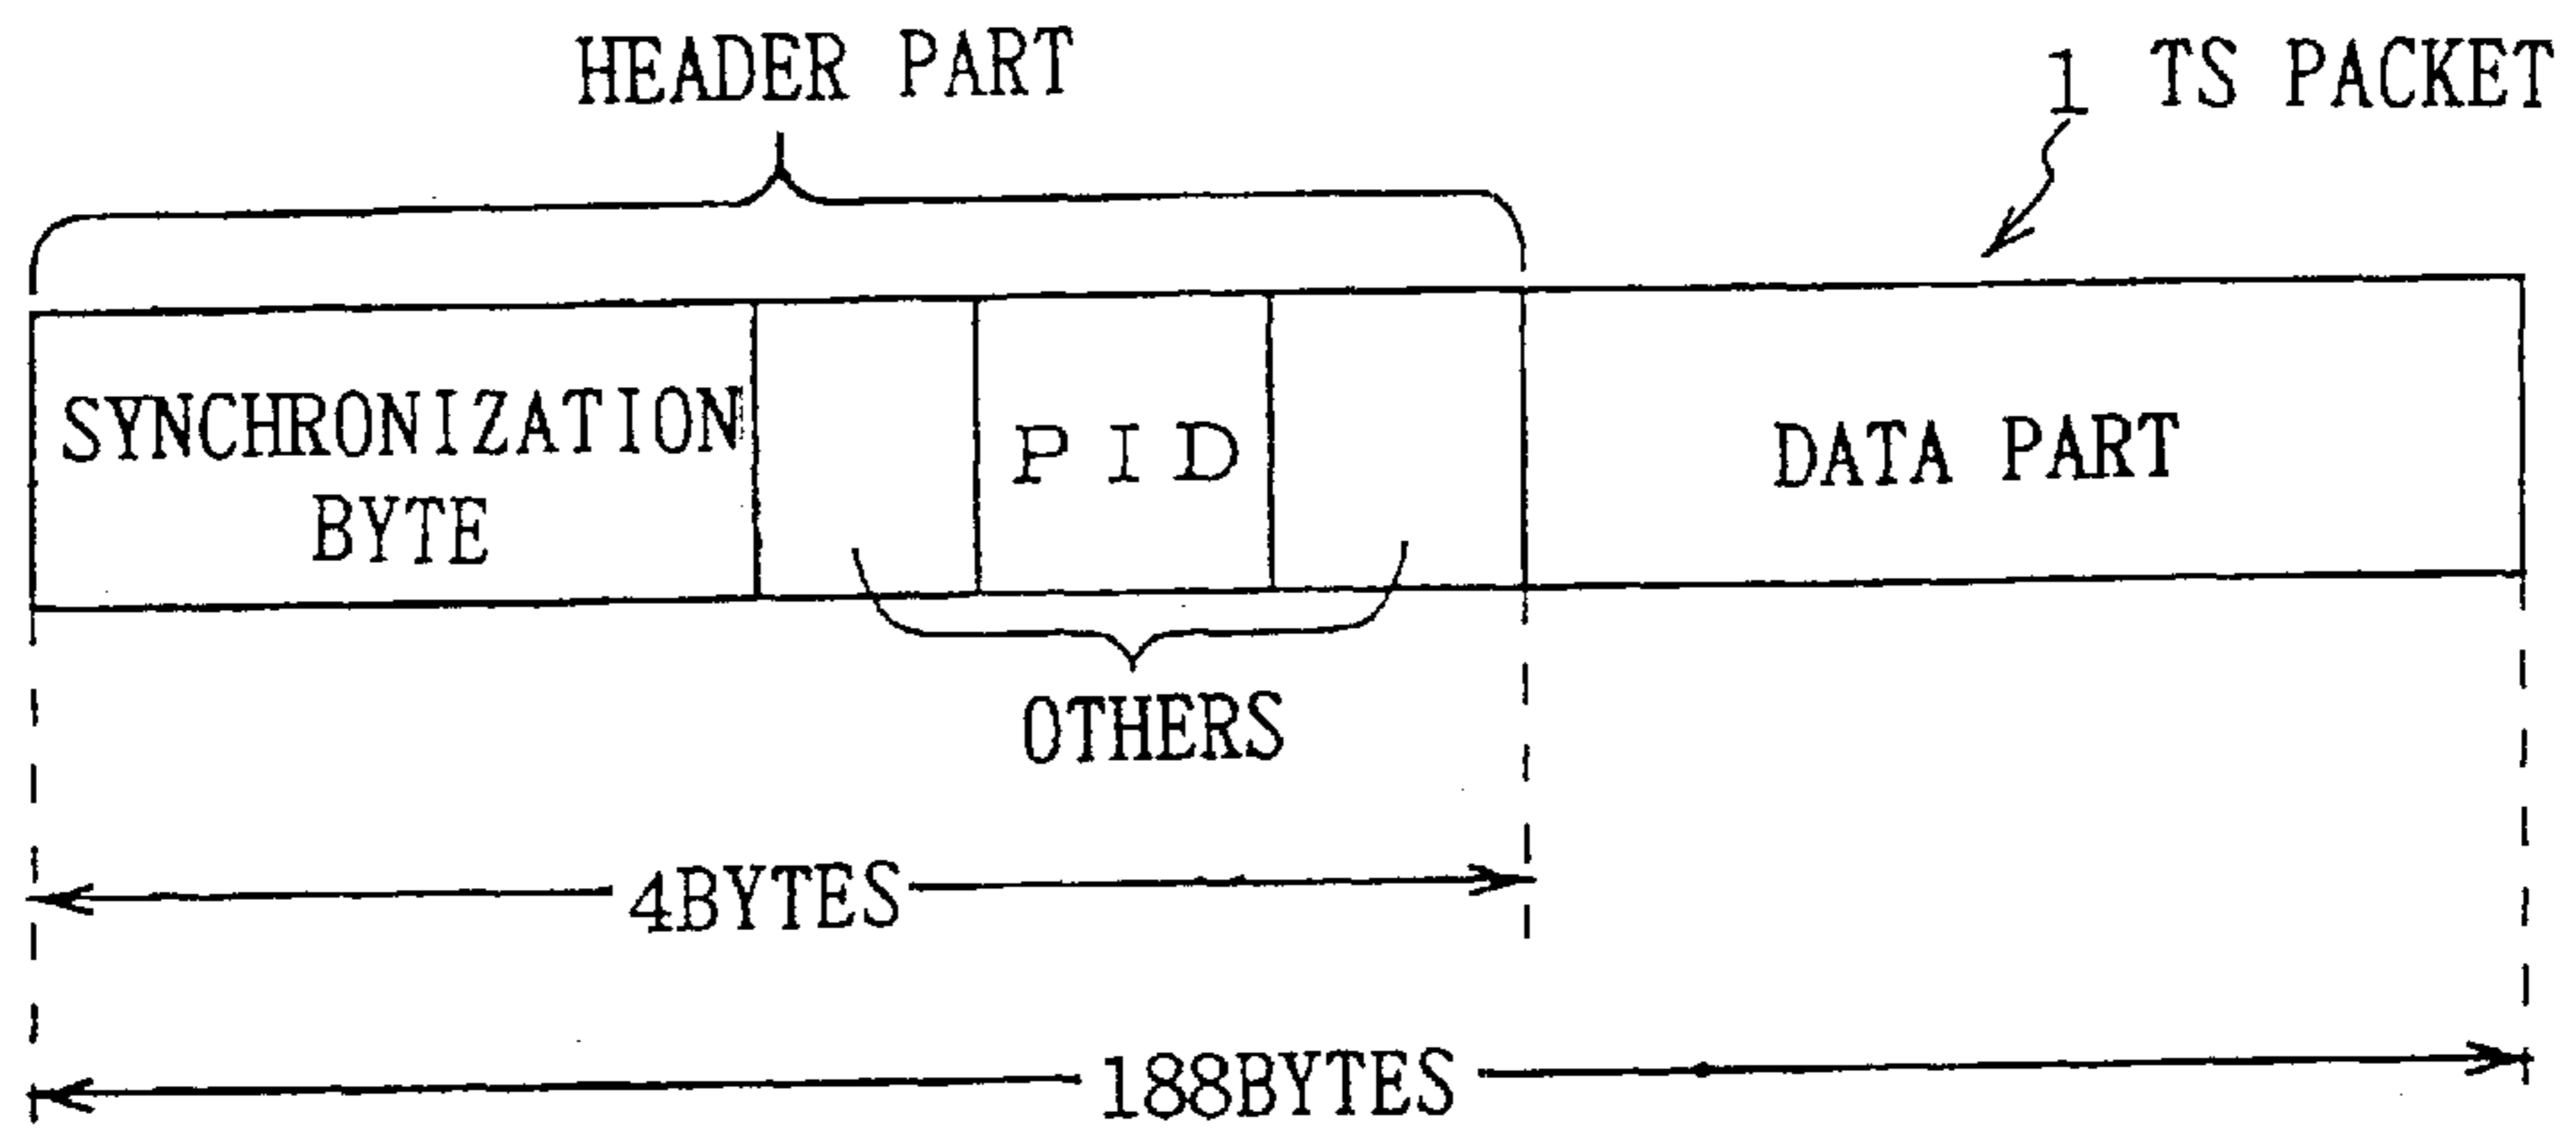 HEADER PART
1 TS PACKET
SYNCHRONIZATION
BYTE
PID
DATA PART
OTHERS
4BYTES
188BYTES